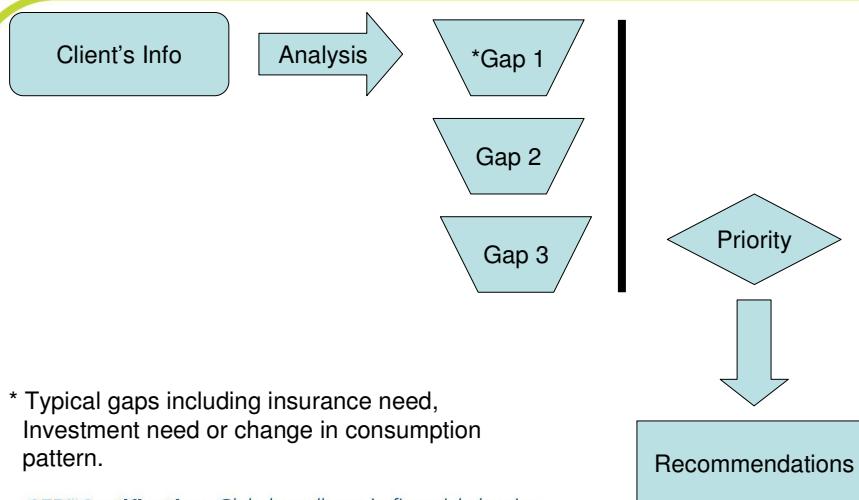 Client's Info
Analysis
*Gap 1
Gap 2
Gap 3
Priority
* Typical gaps including insurance need,
Investment need or change in consumption
pattern.
Recommendations